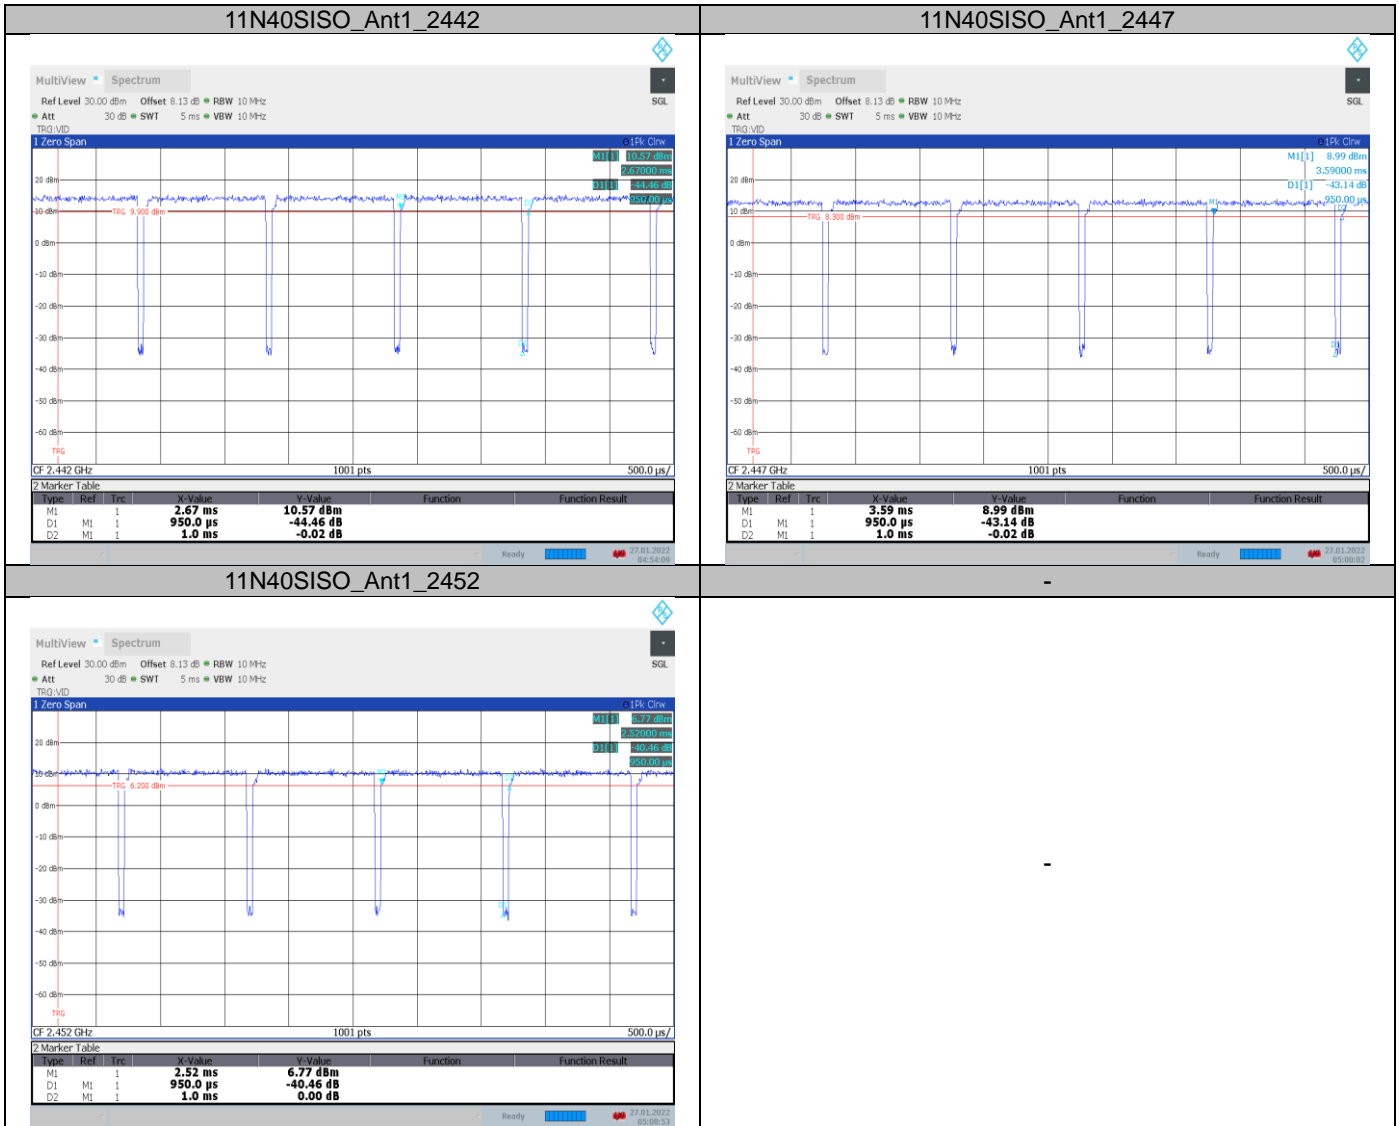 11N40SISO_Ant1_2442
MultiView Spectrum
Ref Level 30.00 dBm Offset 8.13 dB RBW 10 MHz SGL
Att 30 dB SWT 5 ms VBW 10 MHz
TRG:VID
1 Zero Span 1Pk Clrw
M1[1] 10.57 dBm
2.67000 ms
D1[1] -44.46 dB
950.00 µs
20 dBm
10 dBm
TRG 9.900 dBm
0 dBm
-10 dBm
-20 dBm
-30 dBm
-40 dBm
-50 dBm
-60 dBm
TRG
CF 2.442 GHz 1001 pts 500.0 µs/
2 Marker Table
Type Ref Trc X-Value Y-Value Function Function Result
M1 1 2.67 ms 10.57 dBm
D1 M1 1 950.0 µs -44.46 dB
D2 M1 1 1.0 ms -0.02 dB
Ready 27.01.2022
04:54:09
11N40SISO_Ant1_2447
MultiView Spectrum
Ref Level 30.00 dBm Offset 8.13 dB RBW 10 MHz SGL
Att 30 dB SWT 5 ms VBW 10 MHz
TRG:VID
1 Zero Span 1Pk Clrw
M1[1] 8.99 dBm
3.59000 ms
D1[1] -43.14 dB
950.00 µs
20 dBm
10 dBm
M1
TRG 8.300 dBm
0 dBm
-10 dBm
-20 dBm
-30 dBm
-40 dBm
-50 dBm
-60 dBm
TRG
CF 2.447 GHz 1001 pts 500.0 µs/
2 Marker Table
Type Ref Trc X-Value Y-Value Function Function Result
M1 1 3.59 ms 8.99 dBm
D1 M1 1 950.0 µs -43.14 dB
D2 M1 1 1.0 ms -0.02 dB
Ready 27.01.2022
05:00:02
11N40SISO_Ant1_2452
-
MultiView Spectrum
Ref Level 30.00 dBm Offset 8.13 dB RBW 10 MHz SGL
Att 30 dB SWT 5 ms VBW 10 MHz
TRG:VID
1 Zero Span 1Pk Clrw
M1[1] 6.77 dBm
2.52000 ms
D1[1] -40.46 dB
950.00 µs
20 dBm
10 dBm
TRG 6.200 dBm
0 dBm
-10 dBm
-20 dBm
-30 dBm
-40 dBm
-50 dBm
-60 dBm
TRG
CF 2.452 GHz 1001 pts 500.0 µs/
2 Marker Table
Type Ref Trc X-Value Y-Value Function Function Result
M1 1 2.52 ms 6.77 dBm
D1 M1 1 950.0 µs -40.46 dB
D2 M1 1 1.0 ms 0.00 dB
Ready 27.01.2022
05:08:53
-